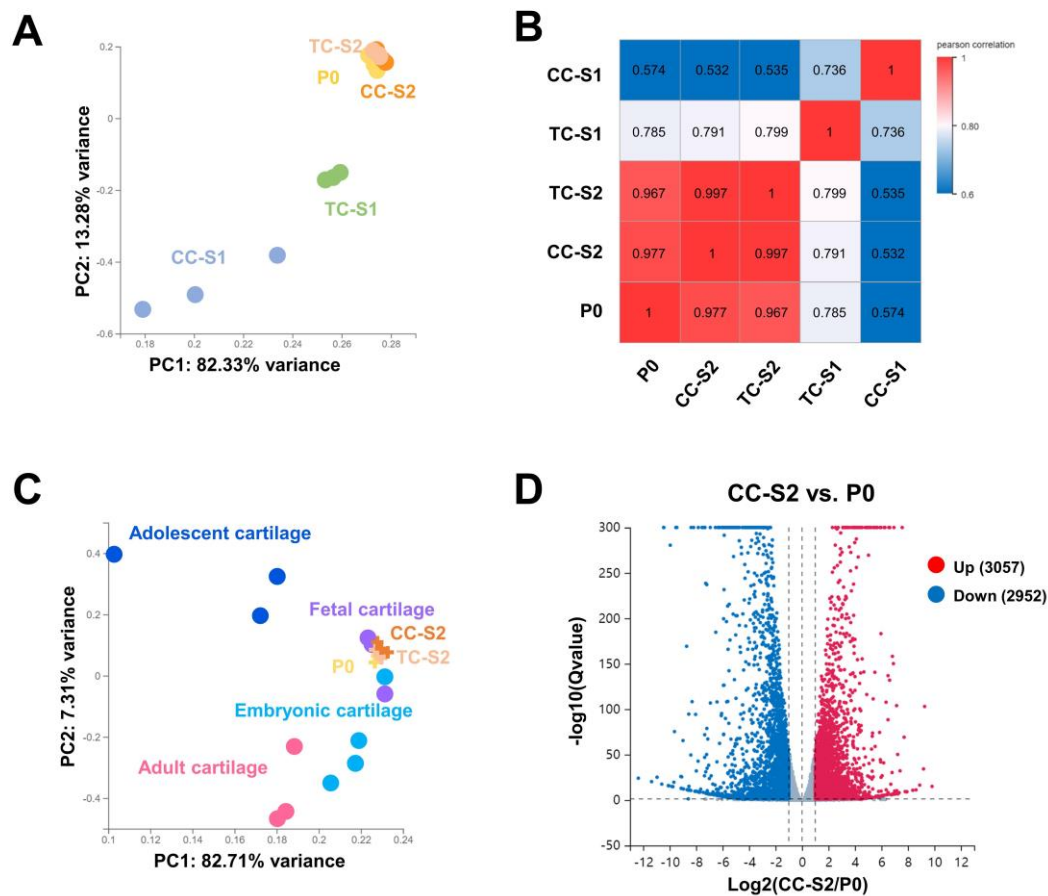 A
PC2: 13.28% variance
0.2
0
-0.2
-0.4
-0.6
TC-S2
P0
CC-S2
TC-S1
CC-S1
0.18
0.2
0.22
0.24
0.26
0.28
PC1: 82.33% variance
B
CC-S1 0.574 0.532 0.535 0.736 1
TC-S1 0.785 0.791 0.799 1 0.736
TC-S2 0.967 0.997 1 0.799 0.535
CC-S2 0.977 1 0.997 0.791 0.532
P0 1 0.977 0.967 0.785 0.574
P0
CC-S2
TC-S2
TC-S1
CC-S1
pearson correlation
1
0.80
0.6
C
PC2: 7.31% variance
0.4
0.2
0
-0.2
-0.4
Adolescent cartilage
Fetal cartilage
CC-S2
TC-S2
P0
Embryonic cartilage
Adult cartilage
0.1
0.12
0.14
0.16
0.18
0.2
0.22
0.24
PC1: 82.71% variance
D
CC-S2 vs. P0
-log10(Qvalue)
300
250
200
150
100
50
0
-50
Up (3057)
Down (2952)
-12 -10 -8 -6 -4 -2 0 2 4 6 8 10 12
Log2(CC-S2/P0)